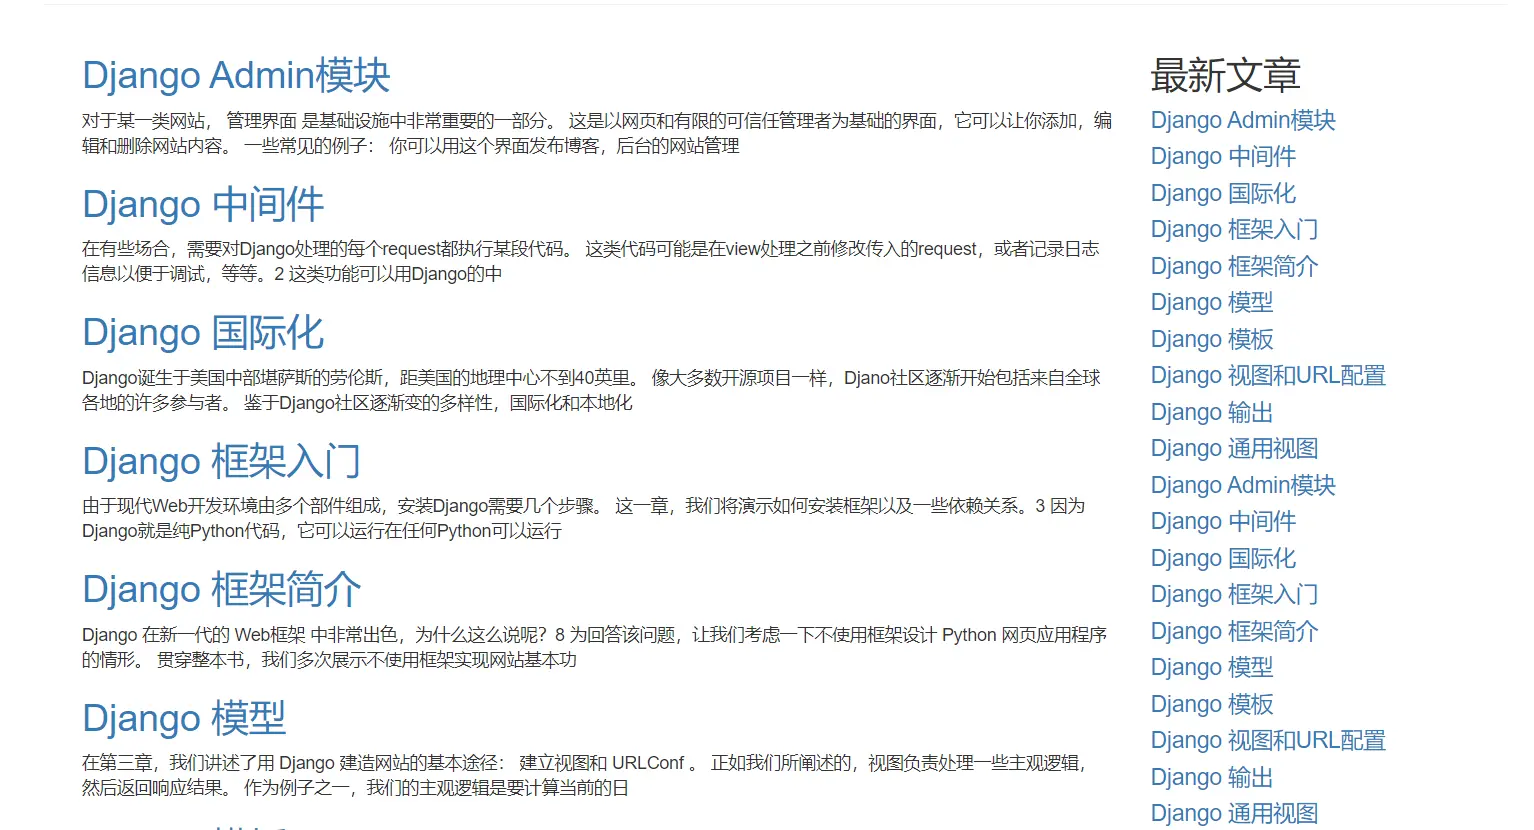 Django Admin模块
对于某一类网站， 管理界面 是基础设施中非常重要的一部分。 这是以网页和有限的可信任管理者为基础的界面，它可以让你添加，编
辑和删除网站内容。 一些常见的例子： 你可以用这个界面发布博客，后台的网站管理
Django 中间件
在有些场合，需要对Django处理的每个request都执行某段代码。 这类代码可能是在view处理之前修改传入的request，或者记录日志
信息以便于调试，等等。2 这类功能可以用Django的中
Django 国际化
Django诞生于美国中部堪萨斯的劳伦斯，距美国的地理中心不到40英里。 像大多数开源项目一样，Djano社区逐渐开始包括来自全球
各地的许多参与者。 鉴于Django社区逐渐变的多样性，国际化和本地化
Django 框架入门
由于现代Web开发环境由多个部件组成，安装Django需要几个步骤。 这一章，我们将演示如何安装框架以及一些依赖关系。3 因为
Django就是纯Python代码，它可以运行在任何Python可以运行
Django 框架简介
Django 在新一代的 Web框架 中非常出色，为什么这么说呢？8 为回答该问题，让我们考虑一下不使用框架设计 Python 网页应用程序
的情形。 贯穿整本书，我们多次展示不使用框架实现网站基本功
Django 模型
在第三章，我们讲述了用 Django 建造网站的基本途径： 建立视图和 URLConf 。 正如我们所阐述的，视图负责处理一些主观逻辑，
然后返回响应结果。 作为例子之一，我们的主观逻辑是要计算当前的日
最新文章
Django Admin模块
Django 中间件
Django 国际化
Django 框架入门
Django 框架简介
Django 模型
Django 模板
Django 视图和URL配置
Django 输出
Django 通用视图
Django Admin模块
Django 中间件
Django 国际化
Django 框架入门
Django 框架简介
Django 模型
Django 模板
Django 视图和URL配置
Django 输出
Django 通用视图